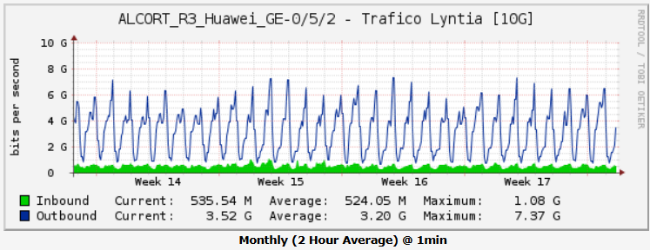 ALCORT_R3_Huawei_GE-0/5/2 - Trafico Lyntia [10G]
RRDTOOL / TOBI OETIKER
bits per second
10 G
8 G
6 G
4 G
2 G
0
Week 14 Week 15 Week 16 Week 17
Inbound Current: 535.54 M Average: 524.05 M Maximum: 1.08 G
Outbound Current: 3.52 G Average: 3.20 G Maximum: 7.37 G
Monthly (2 Hour Average) @ 1min